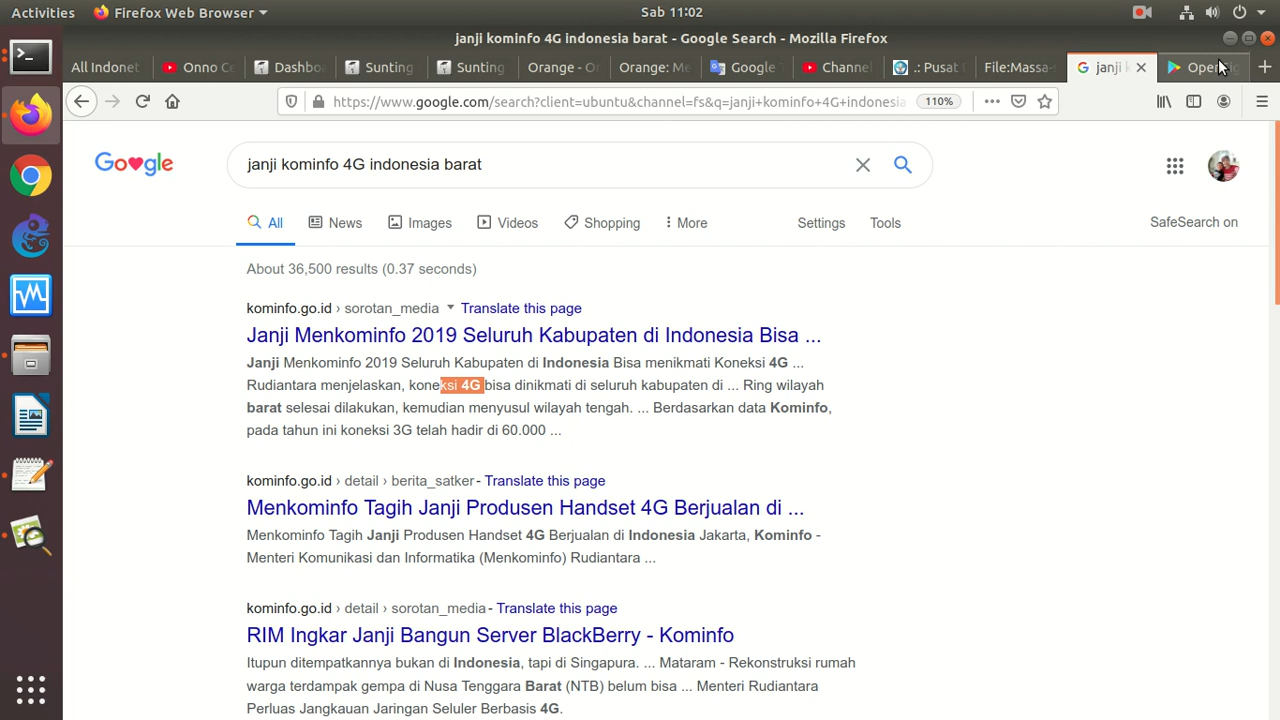 Activities
Firefox Web Browser
Sab 11:02
janji kominfo 4G indonesia barat - Google Search - Mozilla Firefox
All Indonet
Onno Ce
Dashbo
Sunting
Sunting
Orange - Or
Orange: Me
Google T
Channel
.: Pusat I
File:Massa-
janji k
Open
https://www.google.com/search?client=ubuntu&channel=fs&q=janji+kominfo+4G+indonesia
110%
Google
janji kominfo 4G indonesia barat
All
News
Images
Videos
Shopping
More
Settings
Tools
SafeSearch on
About 36,500 results (0.37 seconds)
kominfo.go.id › sorotan_media Translate this page
Janji Menkominfo 2019 Seluruh Kabupaten di Indonesia Bisa ...
Janji Menkominfo 2019 Seluruh Kabupaten di Indonesia Bisa menikmati Koneksi 4G ...
Rudiantara menjelaskan, koneksi 4G bisa dinikmati di seluruh kabupaten di ... Ring wilayah
barat selesai dilakukan, kemudian menyusul wilayah tengah. ... Berdasarkan data Kominfo,
pada tahun ini koneksi 3G telah hadir di 60.000 ...
kominfo.go.id › detail › berita_satker - Translate this page
Menkominfo Tagih Janji Produsen Handset 4G Berjualan di ...
Menkominfo Tagih Janji Produsen Handset 4G Berjualan di Indonesia Jakarta, Kominfo -
Menteri Komunikasi dan Informatika (Menkominfo) Rudiantara ...
kominfo.go.id › detail › sorotan_media - Translate this page
RIM Ingkar Janji Bangun Server BlackBerry - Kominfo
Itupun ditempatkannya bukan di Indonesia, tapi di Singapura. ... Mataram - Rekonstruksi rumah
warga terdampak gempa di Nusa Tenggara Barat (NTB) belum bisa ... Menteri Rudiantara
Perluas Jangkauan Jaringan Seluler Berbasis 4G.